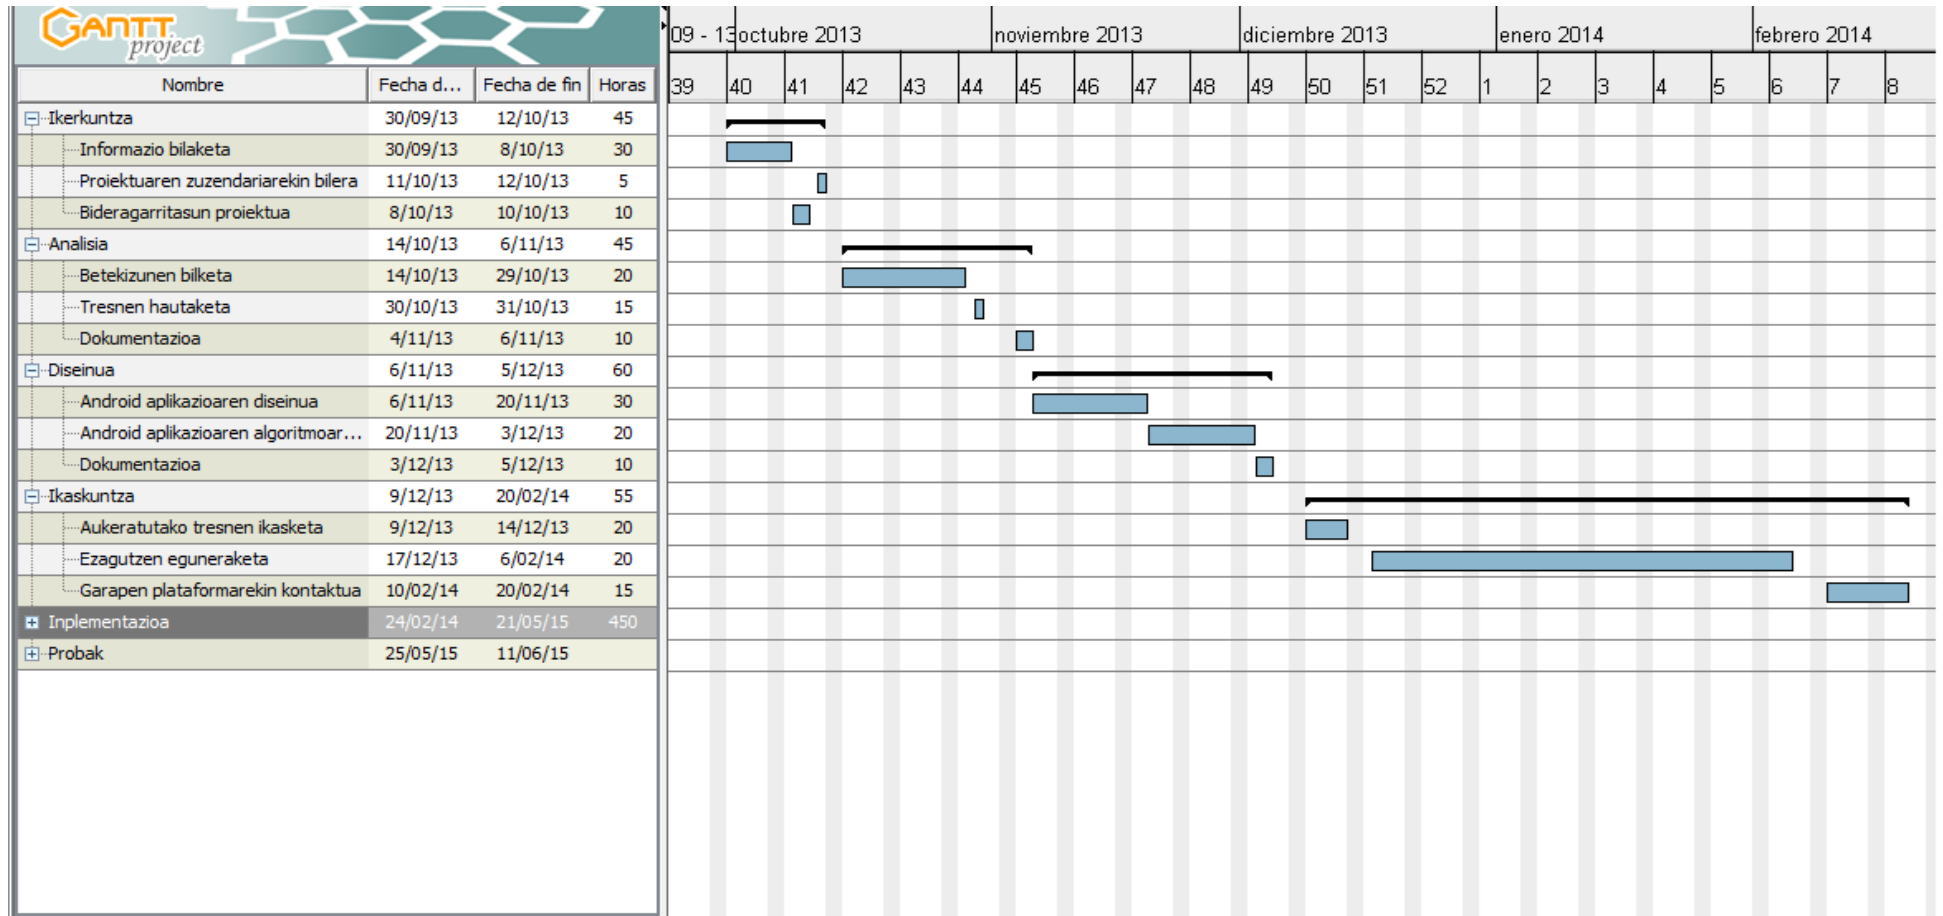 GANTT project
09 - 13 octubre 2013 noviembre 2013 diciembre 2013 enero 2014 febrero 2014
Nombre Fecha d... Fecha de fin Horas 39 40 41 42 43 44 45 46 47 48 49 50 51 52 1 2 3 4 5 6 7 8
Ikerkuntza 30/09/13 12/10/13 45
Informazio bilaketa 30/09/13 8/10/13 30
Proiektuaren zuzendariarekin bilera 11/10/13 12/10/13 5
Bideragarritasun proiektua 8/10/13 10/10/13 10
Analisia 14/10/13 6/11/13 45
Betekizunen bilketa 14/10/13 29/10/13 20
Tresnen hautaketa 30/10/13 31/10/13 15
Dokumentazioa 4/11/13 6/11/13 10
Diseinua 6/11/13 5/12/13 60
Android aplikazioaren diseinua 6/11/13 20/11/13 30
Android aplikazioaren algoritmoar... 20/11/13 3/12/13 20
Dokumentazioa 3/12/13 5/12/13 10
Ikaskuntza 9/12/13 20/02/14 55
Aukeratutako tresnen ikasketa 9/12/13 14/12/13 20
Ezagutzen eguneraketa 17/12/13 6/02/14 20
Garapen plataformarekin kontaktua 10/02/14 20/02/14 15
Inplementazioa 24/02/14 21/05/15 450
Probak 25/05/15 11/06/15